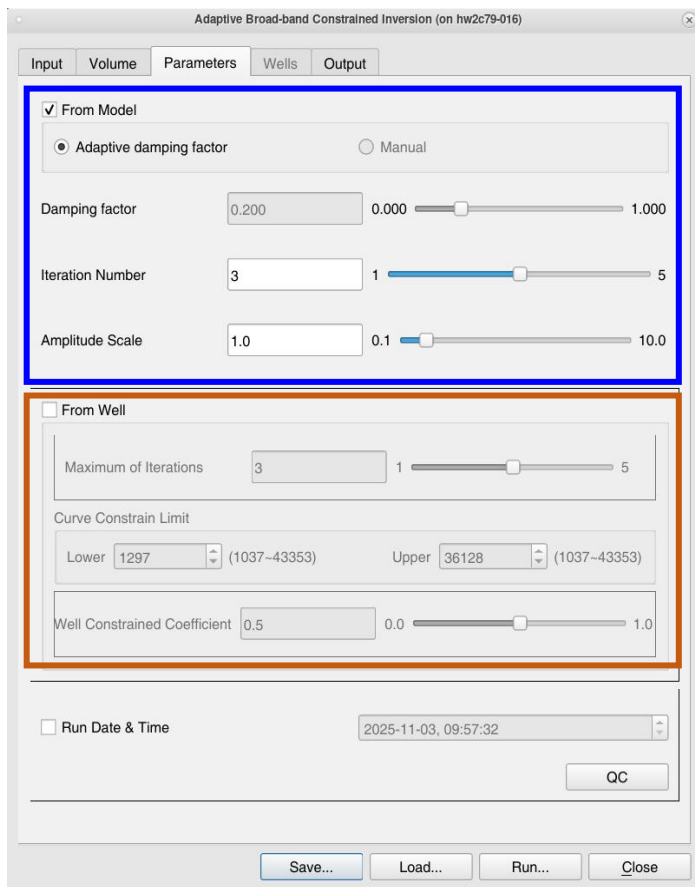 Adaptive Broad-band Constrained Inversion (on hw2c79-016)
Input Volume Parameters Wells Output
From Model
Adaptive damping factor Manual
Damping factor 0.200 0.000 1.000
Iteration Number 3 1 5
Amplitude Scale 1.0 0.1 10.0
From Well
Maximum of Iterations 3 1 5
Curve Constrain Limit
Lower 1297 (1037~43353) Upper 36128 (1037~43353)
Well Constrained Coefficient 0.5 0.0 1.0
Run Date & Time 2025-11-03, 09:57:32
QC
Save... Load... Run... Close